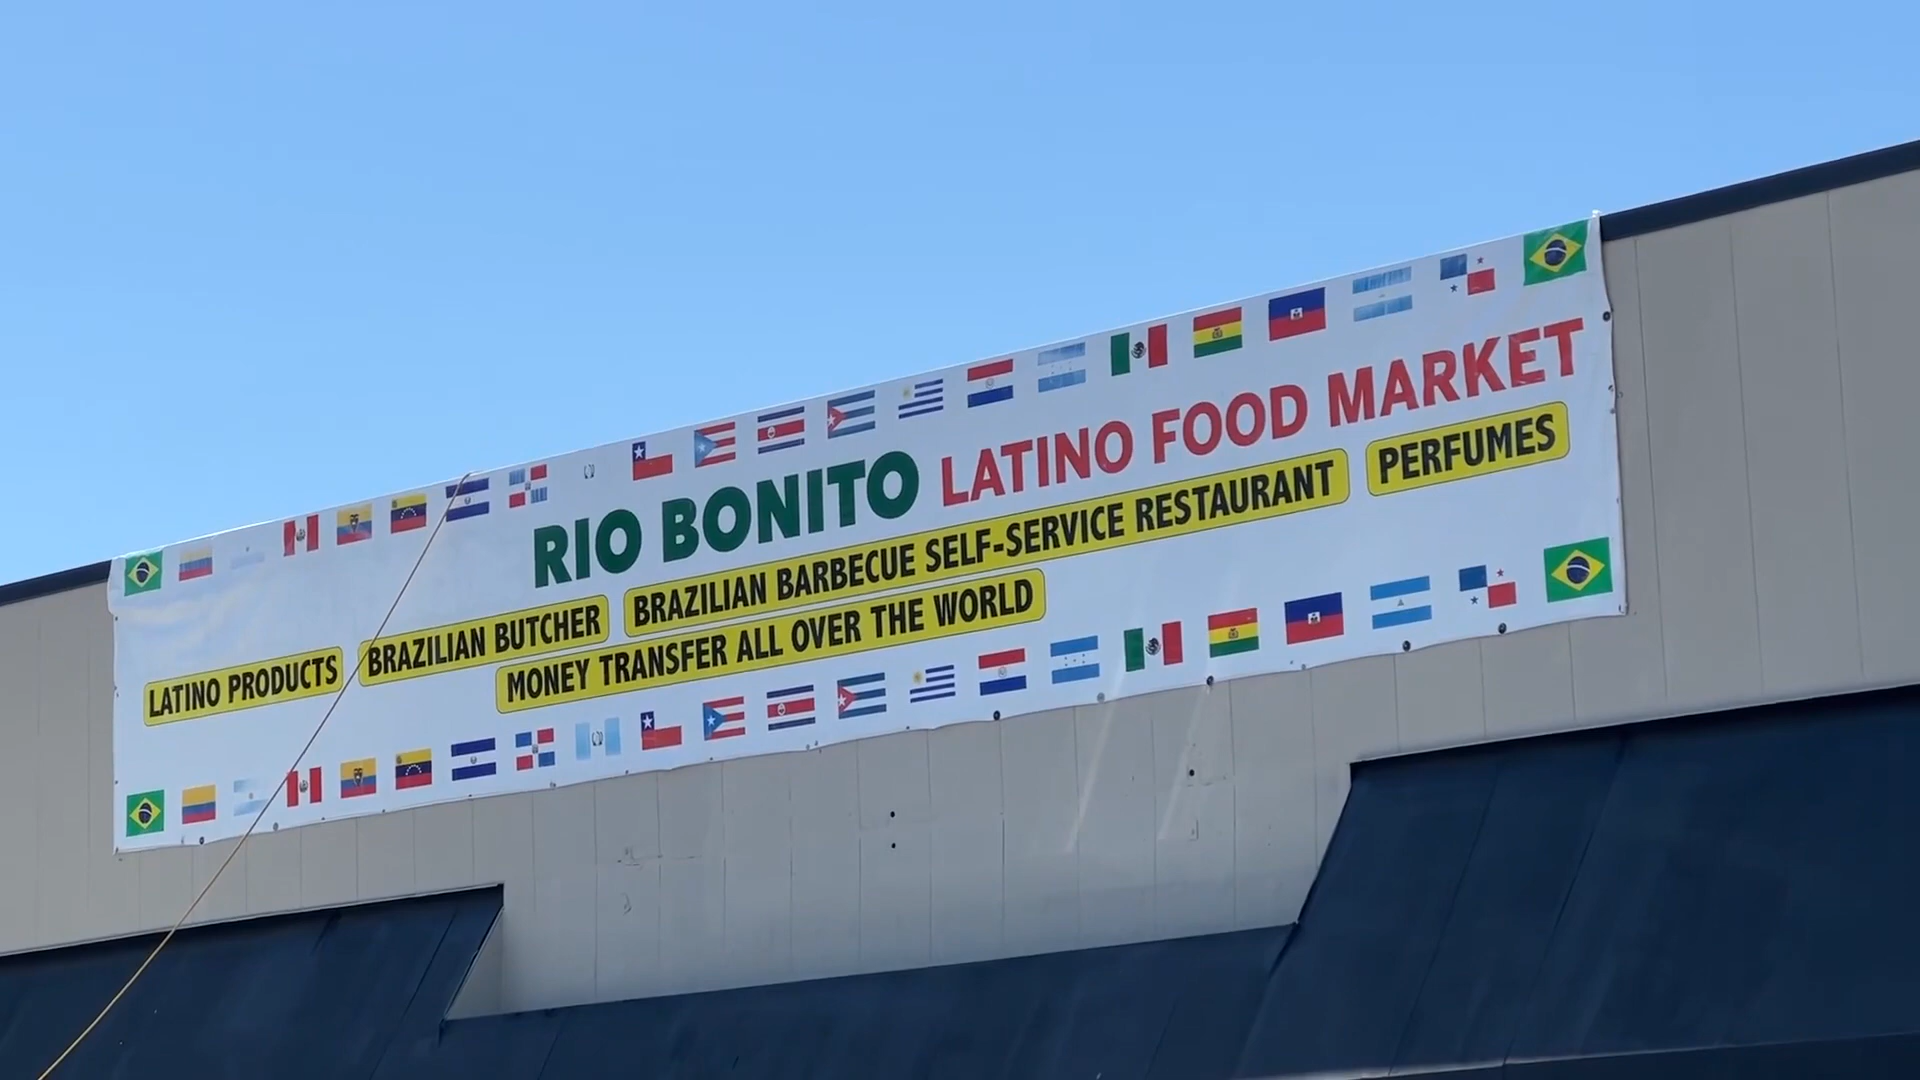 RIO BONITO LATINO FOOD MARKET
LATINO PRODUCTS BRAZILIAN BUTCHER BRAZILIAN BARBECUE SELF-SERVICE RESTAURANT PERFUMES
MONEY TRANSFER ALL OVER THE WORLD